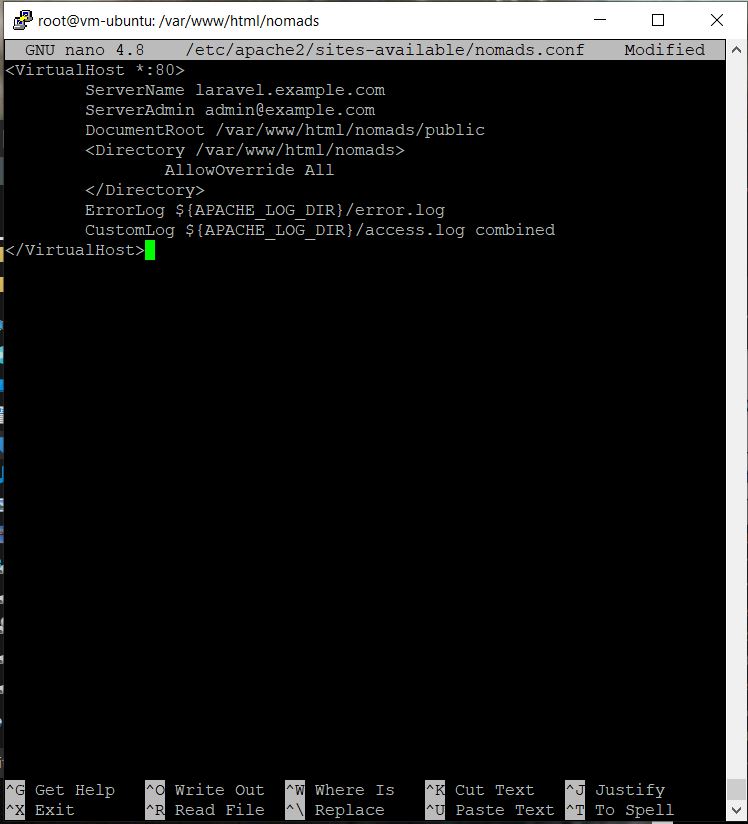 root@vm-ubuntu: /var/www/html/nomads
GNU nano 4.8 /etc/apache2/sites-available/nomads.conf Modified
<VirtualHost *:80>
        ServerName laravel.example.com
        ServerAdmin admin@example.com
        DocumentRoot /var/www/html/nomads/public
        <Directory /var/www/html/nomads>
                AllowOverride All
        </Directory>
        ErrorLog ${APACHE_LOG_DIR}/error.log
        CustomLog ${APACHE_LOG_DIR}/access.log combined
</VirtualHost>
^G Get Help ^O Write Out ^W Where Is ^K Cut Text ^J Justify
^X Exit ^R Read File ^\ Replace ^U Paste Text ^T To Spell